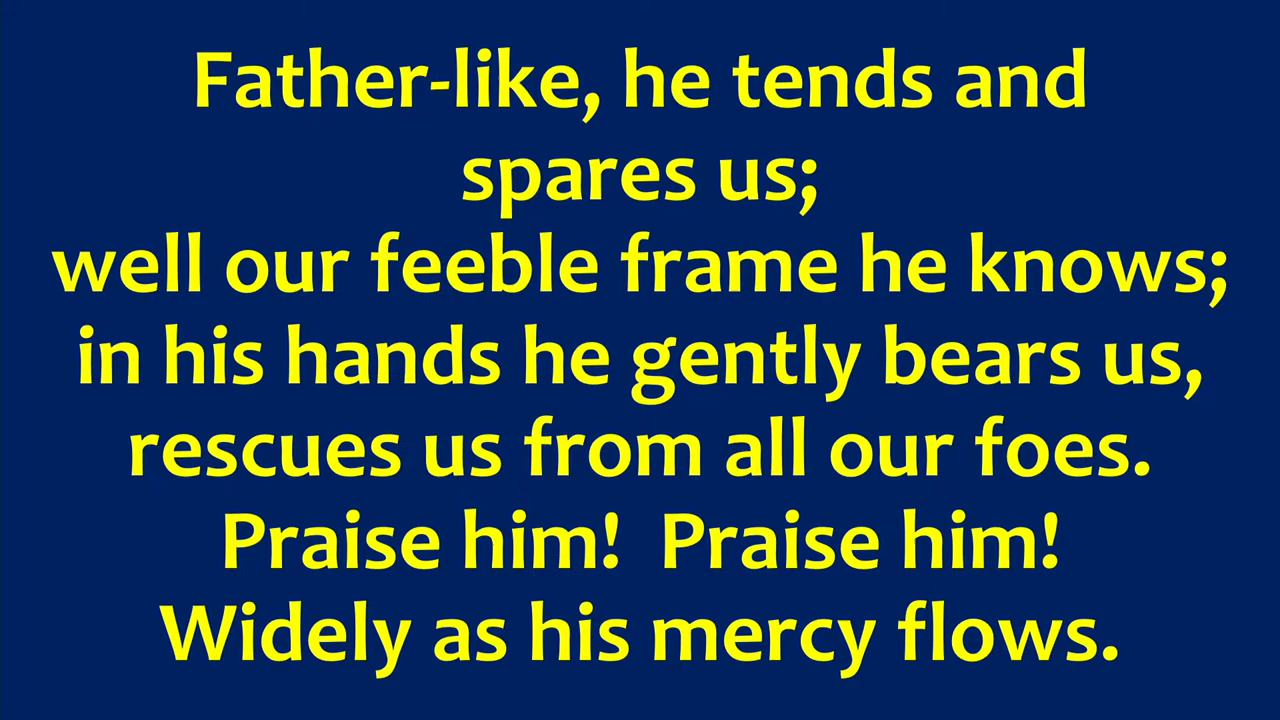 Father-like, he tends and
spares us;
well our feeble frame he knows;
in his hands he gently bears us,
rescues us from all our foes.
Praise him!  Praise him!
Widely as his mercy flows.